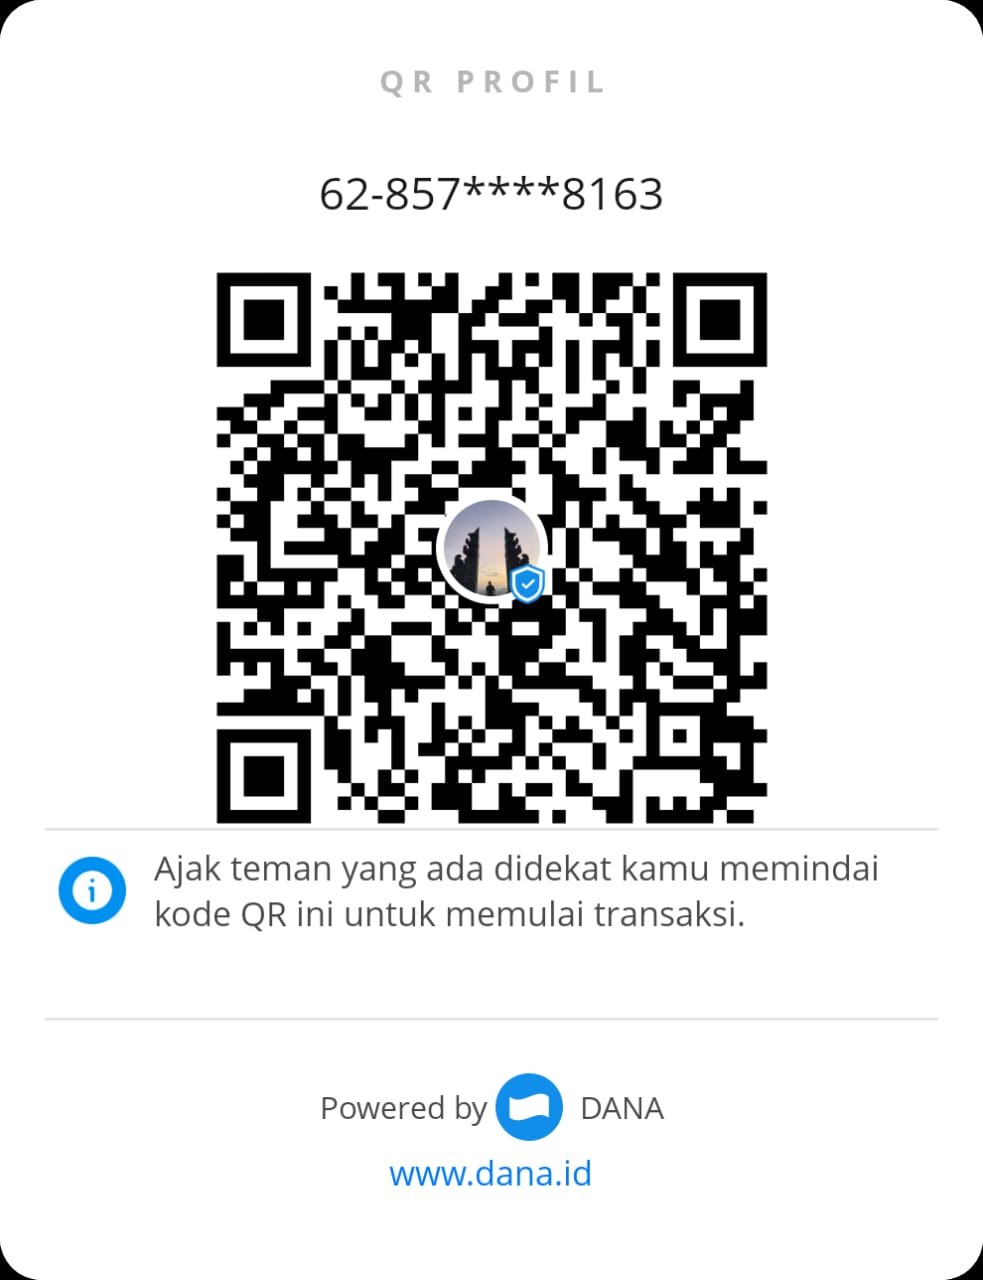 QR PROFIL
62-857****8163
Ajak teman yang ada didekat kamu memindai
kode QR ini untuk memulai transaksi.
Powered by DANA
www.dana.id